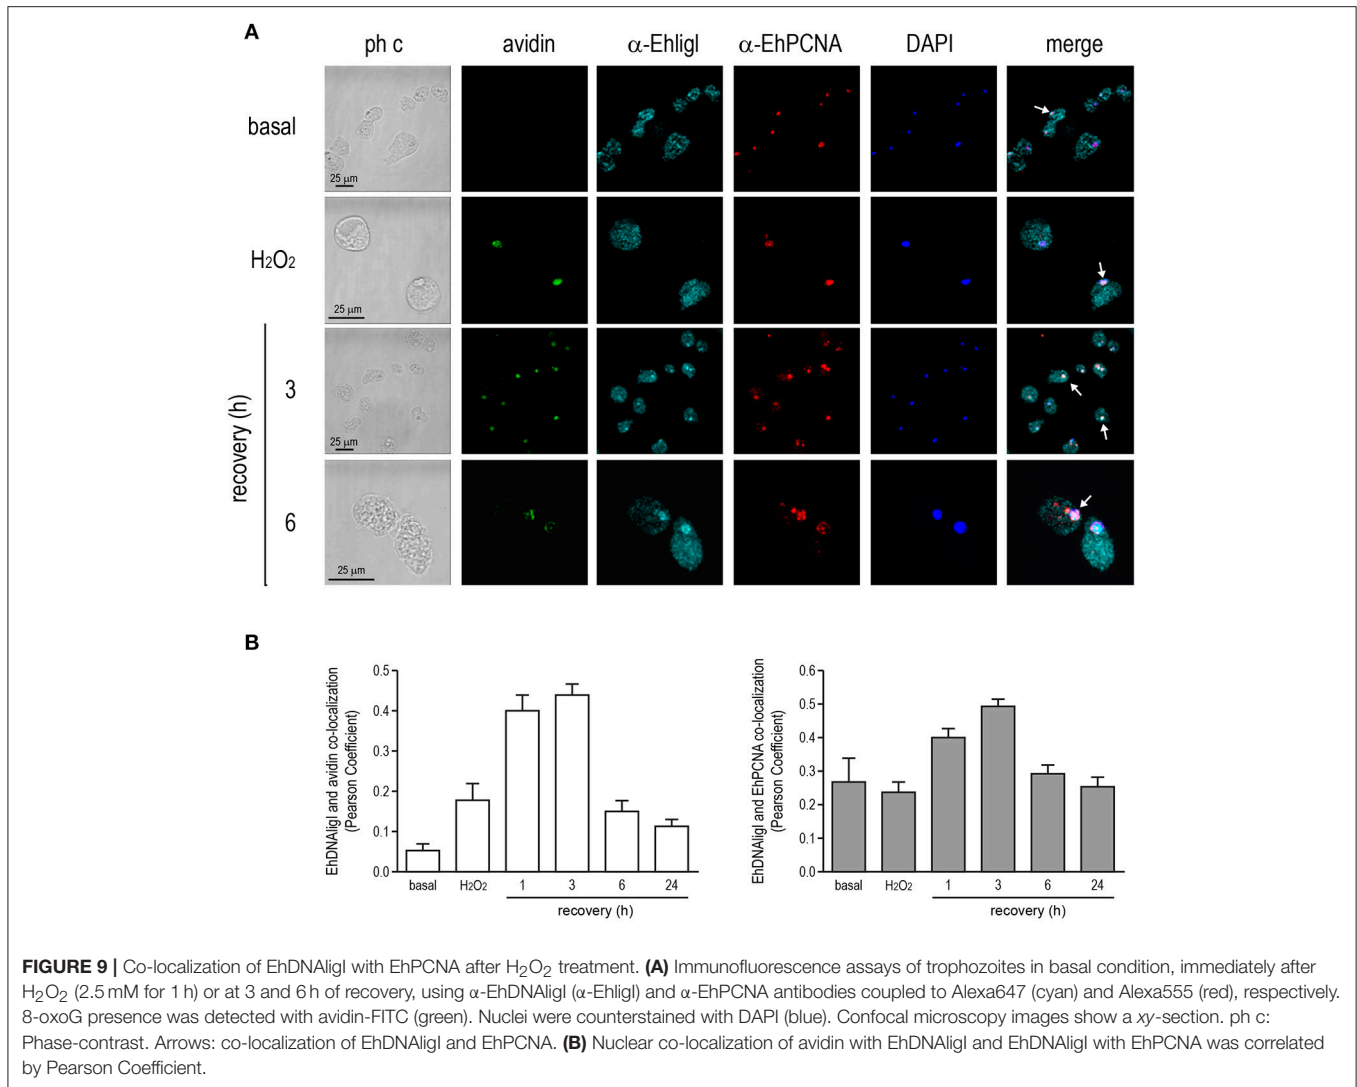 A
ph c avidin α-EhligI α-EhPCNA DAPI merge
basal
25 µm
H2O2
25 µm
recovery (h)
3
25 µm
6
25 µm
B
EhDNAligI and avidin co-localization
(Pearson Coefficient)
0.5
0.4
0.3
0.2
0.1
0.0
basal H2O2 1 3 6 24
recovery (h)
EhDNAligI and EhPCNA co-localization
(Pearson Coefficient)
0.6
0.5
0.4
0.3
0.2
0.1
0.0
basal H2O2 1 3 6 24
recovery (h)
FIGURE 9 | Co-localization of EhDNAligI with EhPCNA after H2O2 treatment. (A) Immunofluorescence assays of trophozoites in basal condition, immediately after
H2O2 (2.5 mM for 1 h) or at 3 and 6 h of recovery, using α-EhDNAligI (α-EhligI) and α-EhPCNA antibodies coupled to Alexa647 (cyan) and Alexa555 (red), respectively.
8-oxoG presence was detected with avidin-FITC (green). Nuclei were counterstained with DAPI (blue). Confocal microscopy images show a xy-section. ph c:
Phase-contrast. Arrows: co-localization of EhDNAligI and EhPCNA. (B) Nuclear co-localization of avidin with EhDNAligI and EhDNAligI with EhPCNA was correlated
by Pearson Coefficient.